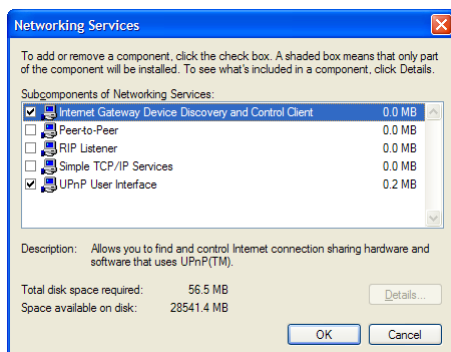 Networking Services
To add or remove a component, click the check box. A shaded box means that only part
of the component will be installed. To see what's included in a component, click Details.
Subcomponents of Networking Services:
Internet Gateway Device Discovery and Control Client 0.0 MB
Peer-to-Peer 0.0 MB
RIP Listener 0.0 MB
Simple TCP/IP Services 0.0 MB
UPnP User Interface 0.2 MB
Description: Allows you to find and control Internet connection sharing hardware and
software that uses UPnP(TM).
Total disk space required: 56.5 MB
Details...
Space available on disk: 28541.4 MB
OK Cancel